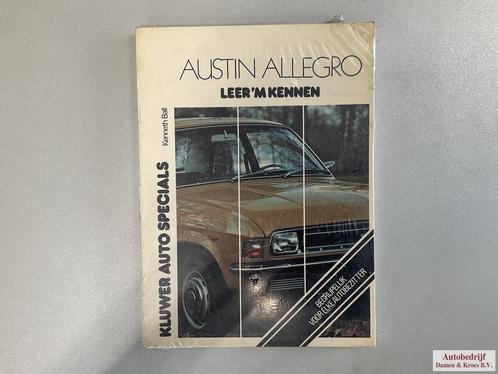 AUSTIN ALLEGRO
LEER'M KENNEN
KLUWER AUTO SPECIALS
Kenneth Ball
BEGRIJPELIJK
VOOR ELKE AUTOBEZITTER
Autobedrijf
Damen & Kroes B.V.